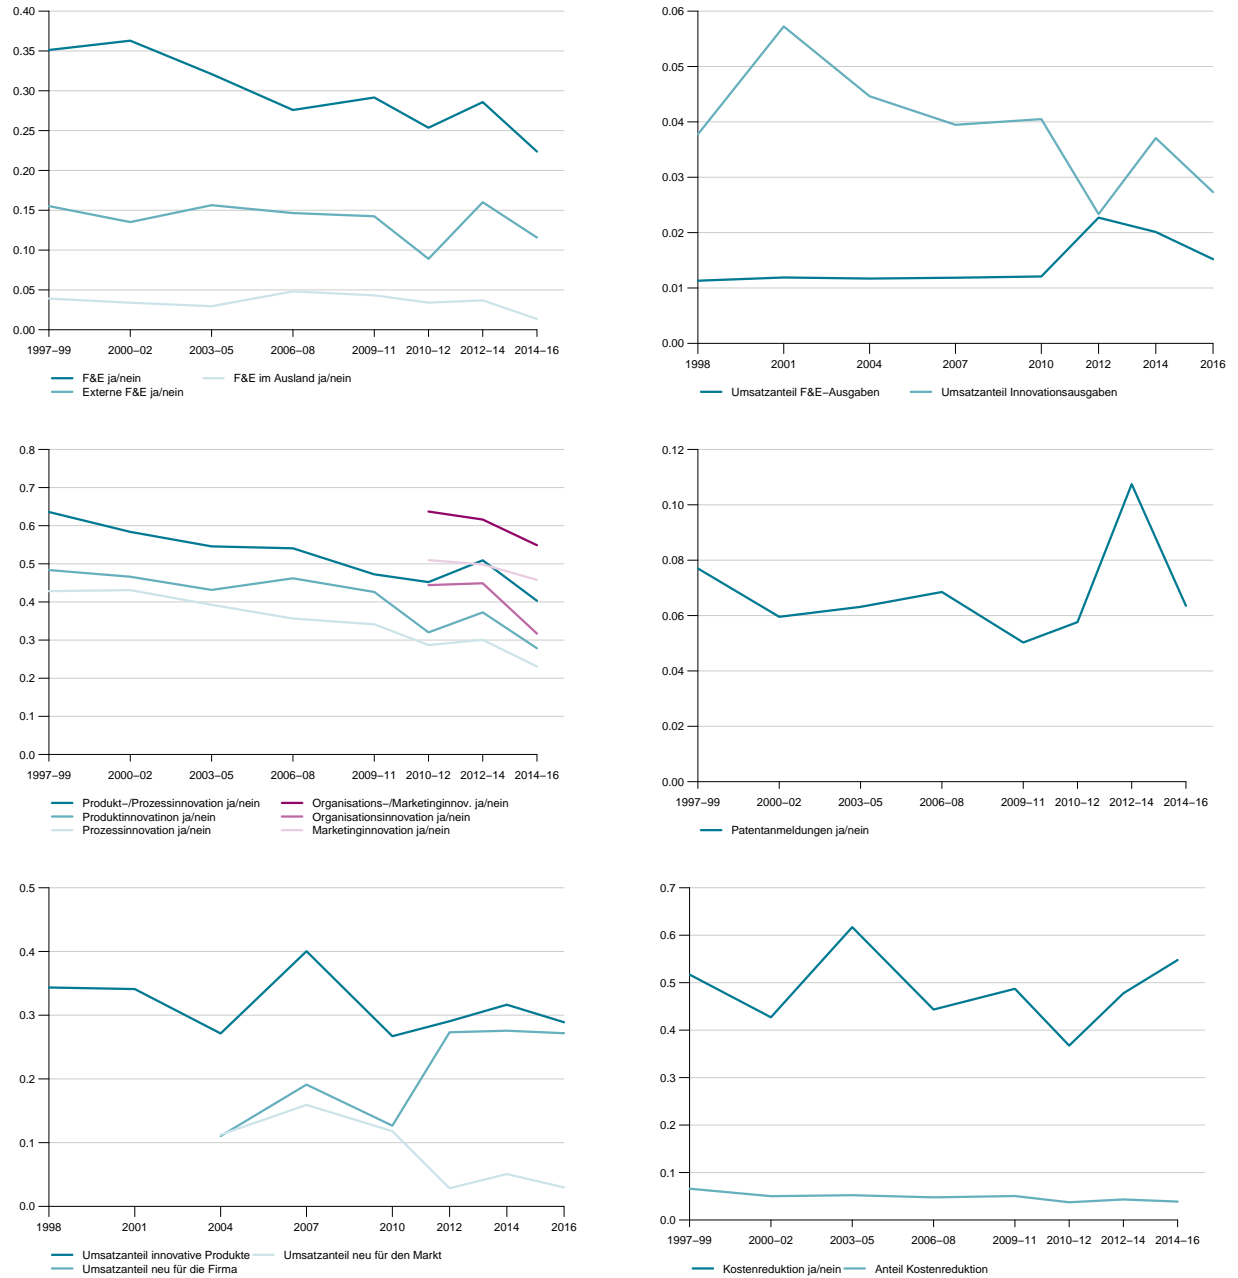 0.40
0.35
0.30
0.25
0.20
0.15
0.10
0.05
0.00
1997–99 2000–02 2003–05 2006–08 2009–11 2010–12 2012–14 2014–16
F&E ja/nein F&E im Ausland ja/nein
Externe F&E ja/nein
0.06
0.05
0.04
0.03
0.02
0.01
0.00
1998 2001 2004 2007 2010 2012 2014 2016
Umsatzanteil F&E–Ausgaben Umsatzanteil Innovationsausgaben
0.8
0.7
0.6
0.5
0.4
0.3
0.2
0.1
0.0
1997–99 2000–02 2003–05 2006–08 2009–11 2010–12 2012–14 2014–16
Produkt–/Prozessinnovation ja/nein Organisations–/Marketinginnov. ja/nein
Produktinnovatinon ja/nein Organisationsinnovation ja/nein
Prozessinnovation ja/nein Marketinginnovation ja/nein
0.12
0.10
0.08
0.06
0.04
0.02
0.00
1997–99 2000–02 2003–05 2006–08 2009–11 2010–12 2012–14 2014–16
Patentanmeldungen ja/nein
0.5
0.4
0.3
0.2
0.1
0.0
1998 2001 2004 2007 2010 2012 2014 2016
Umsatzanteil innovative Produkte Umsatzanteil neu für den Markt
Umsatzanteil neu für die Firma
0.7
0.6
0.5
0.4
0.3
0.2
0.1
0.0
1997–99 2000–02 2003–05 2006–08 2009–11 2010–12 2012–14 2014–16
Kostenreduktion ja/nein Anteil Kostenreduktion